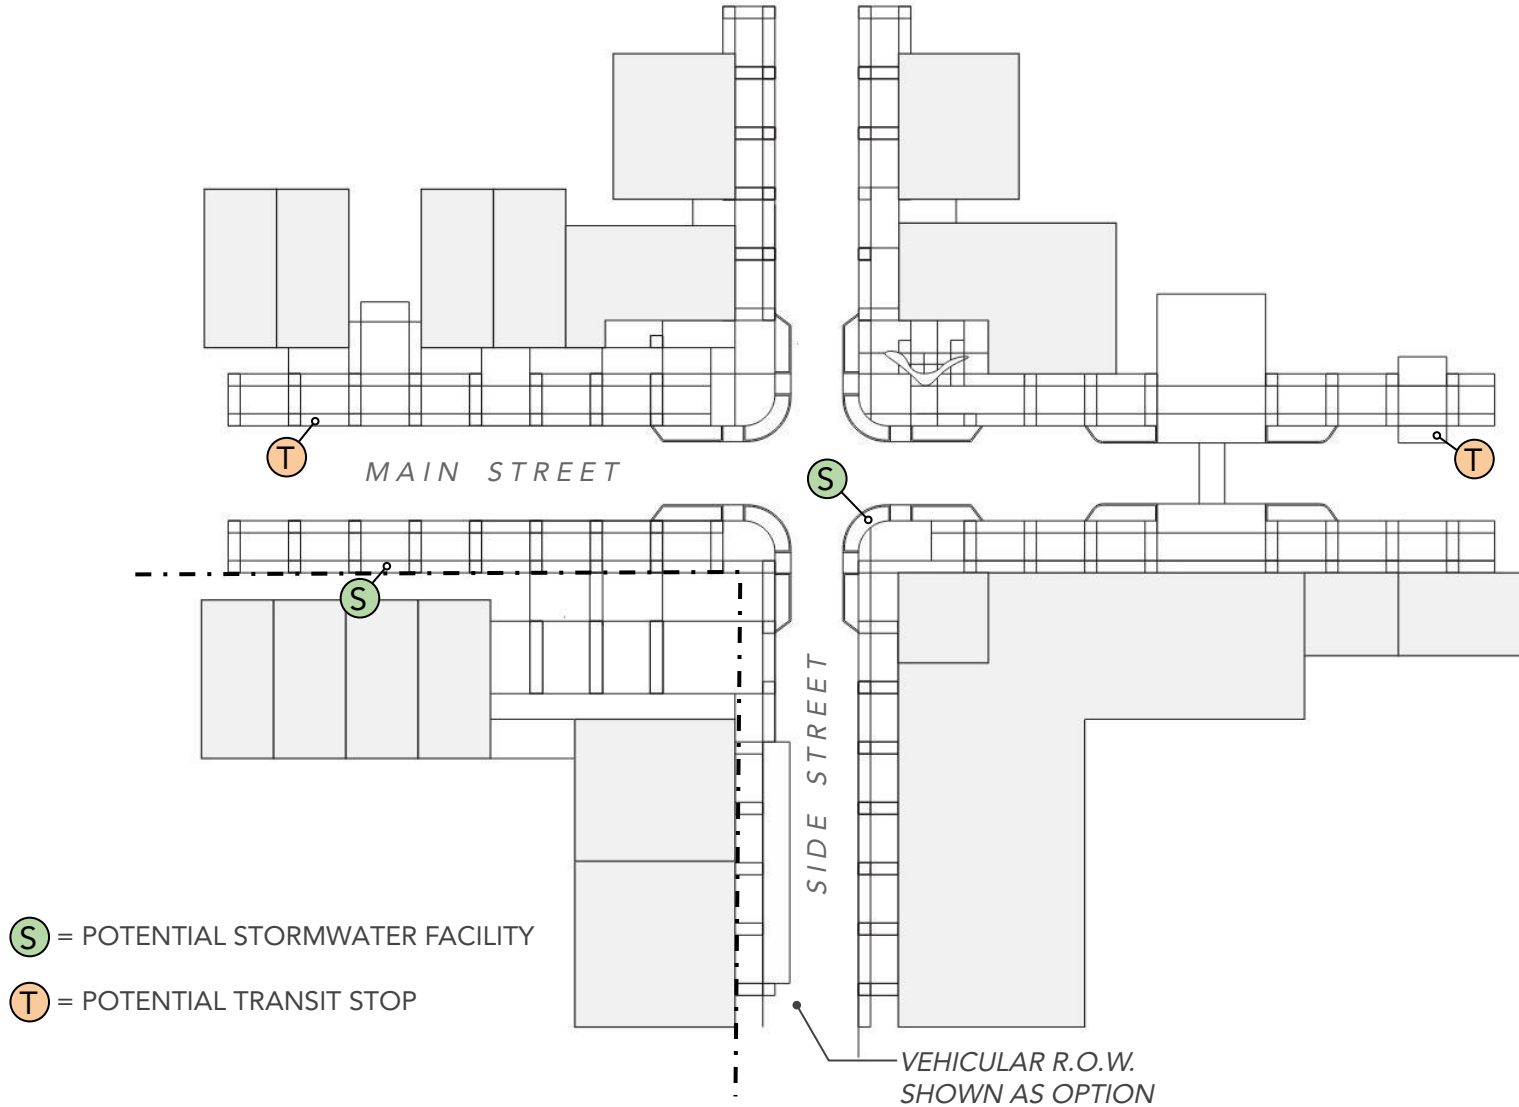 T
MAIN STREET
S
T
S
SIDE STREET
S = POTENTIAL STORMWATER FACILITY
T = POTENTIAL TRANSIT STOP
VEHICULAR R.O.W.
SHOWN AS OPTION